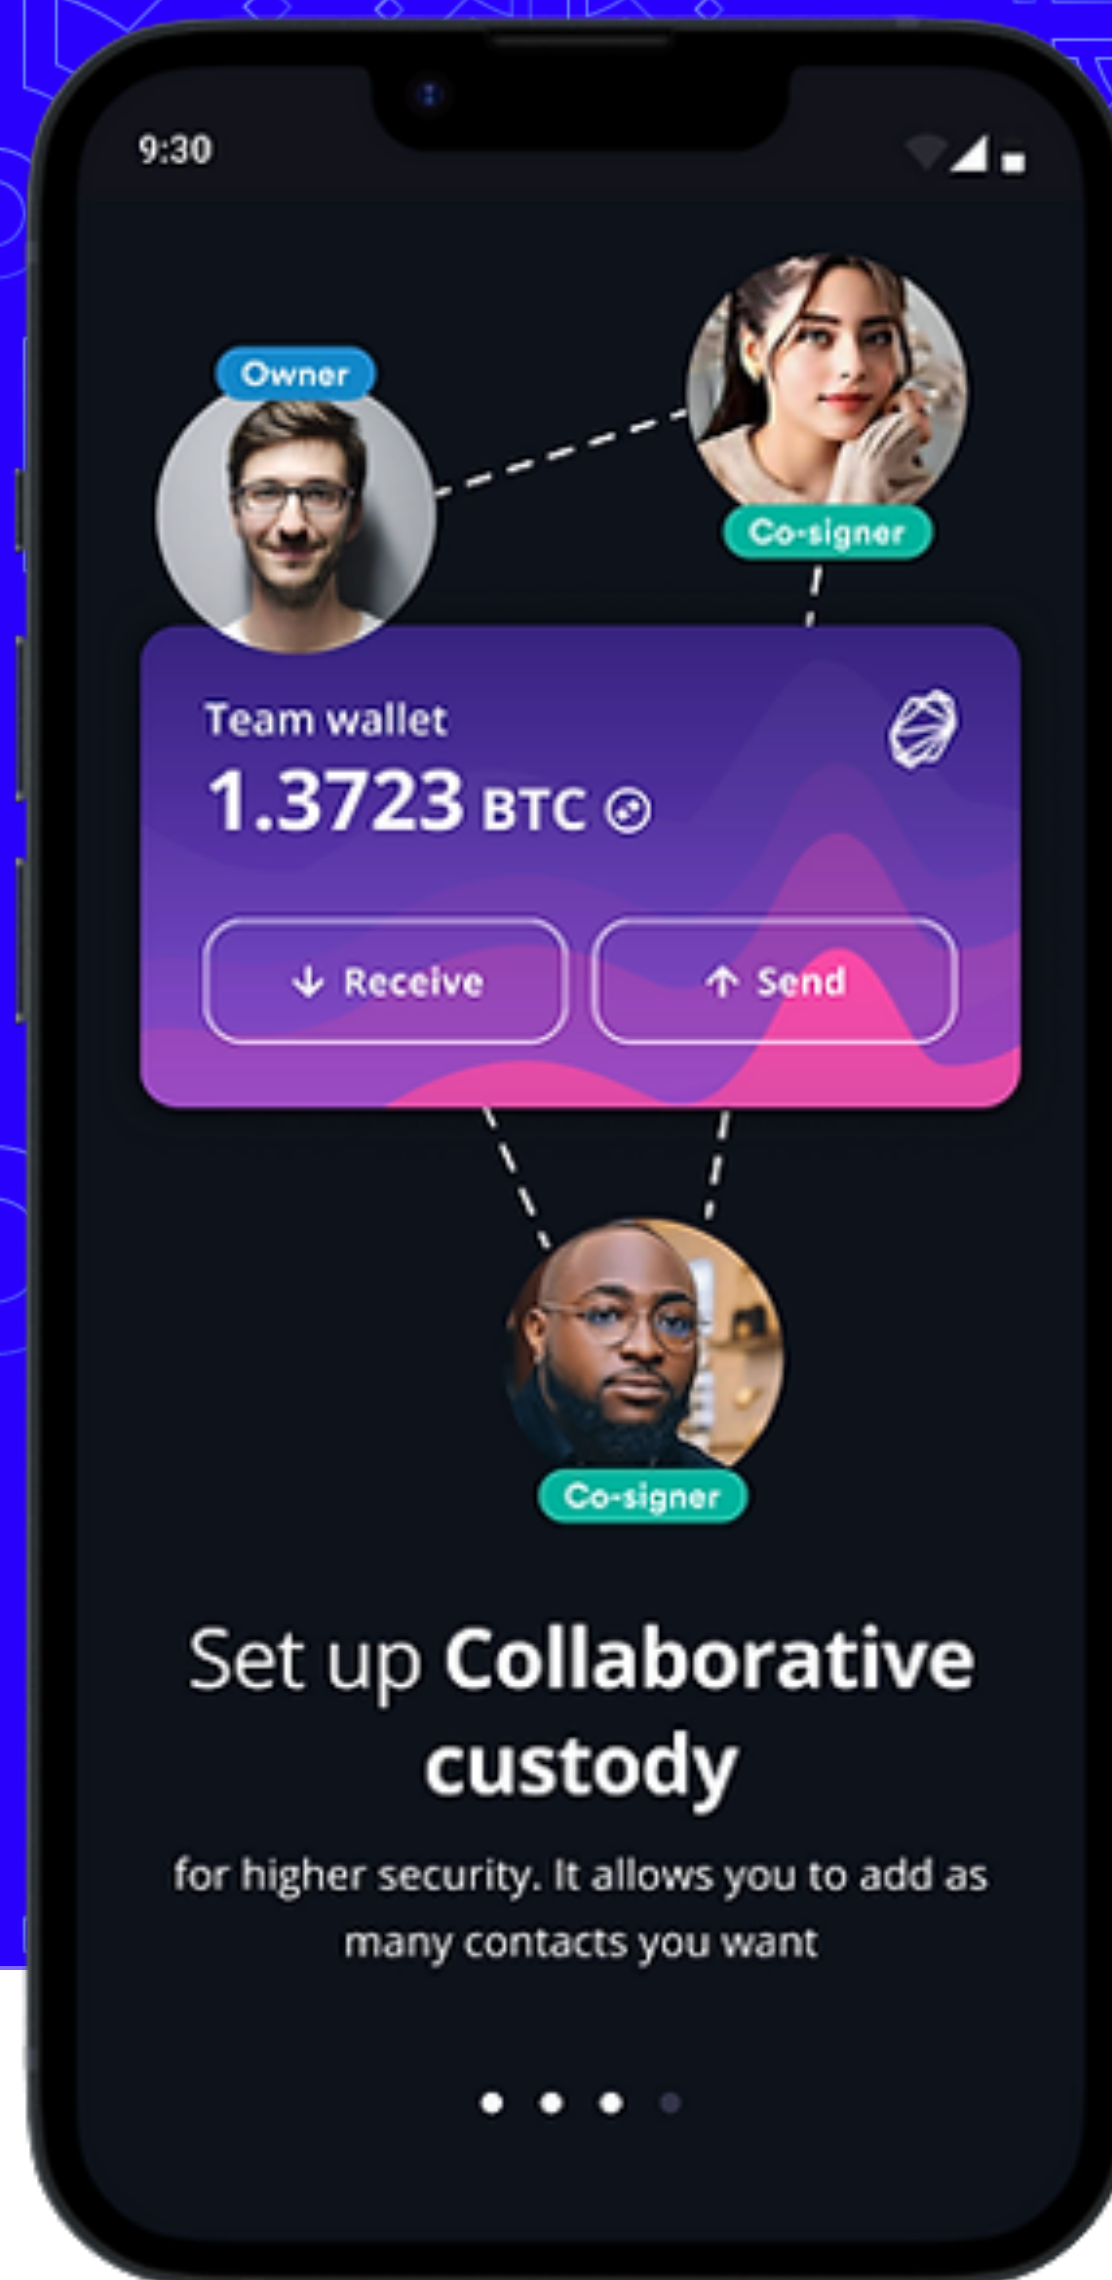 9:30
Owner
Co-signer
Team wallet
1.3723 BTC
Receive
Send
Co-signer
Set up Collaborative
custody
for higher security. It allows you to add as
many contacts you want